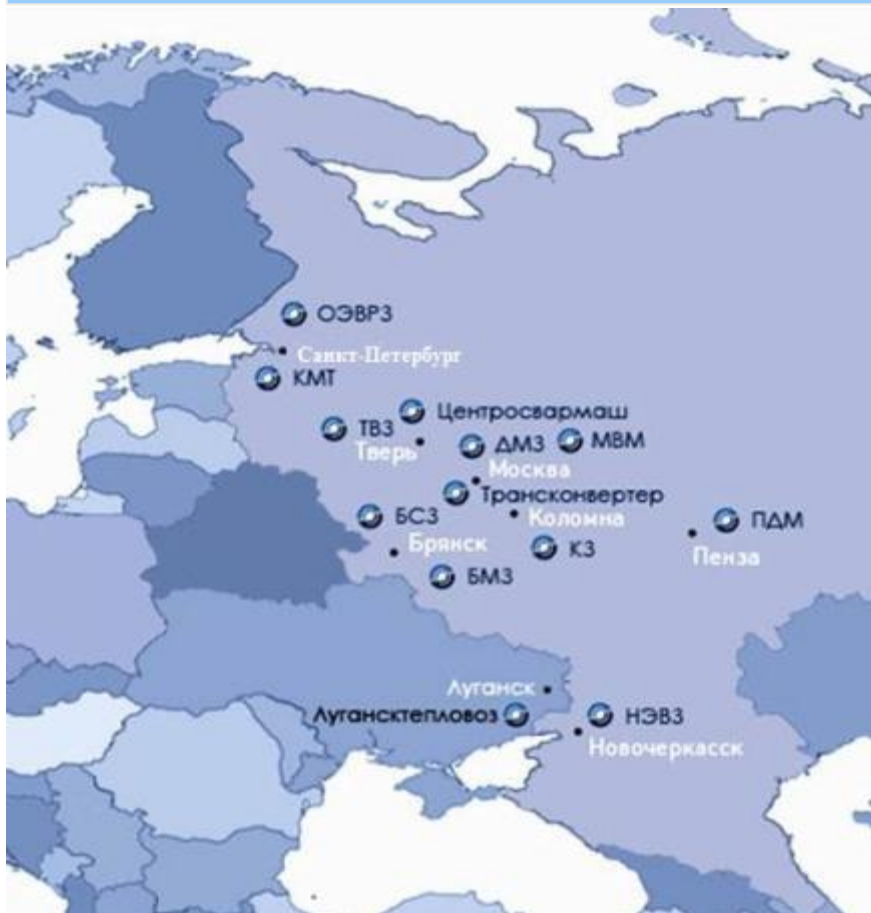 ОЭВРЗ
Санкт-Петербург
КМТ
Центросвармаш
ТВЗ
Тверь
ДМЗ
МВМ
Москва
Трансконвертер
БСЗ
Коломна
ПДМ
Брянск
КЗ
Пенза
БМЗ
Луганск
Лугансктепловоз
НЭВЗ
Новочеркасск